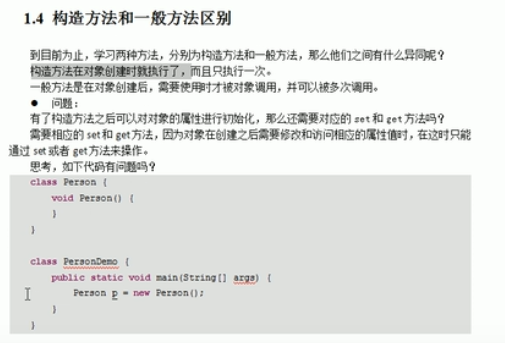 1.4 构造方法和一般方法区别
到目前为止，学习两种方法，分别为构造方法和一般方法，那么他们之间有什么异同呢？
构造方法在对象创建时就执行了，而且只执行一次。
一般方法是在对象创建后，需要使用时才被对象调用，并可以被多次调用。
● 问题：
有了构造方法之后可以对对象的属性进行初始化，那么还需要对应的 set 和 get 方法吗？
需要相应的 set 和 get 方法，因为对象在创建之后需要修改和访问相应的属性值时，在这时只能
通过 set 或者 get 方法来操作。
思考，如下代码有问题吗？
class Person {
void Person() {
}
}
class PersonDemo {
public static void main(String[] args) {
Person p = new Person();
}
}